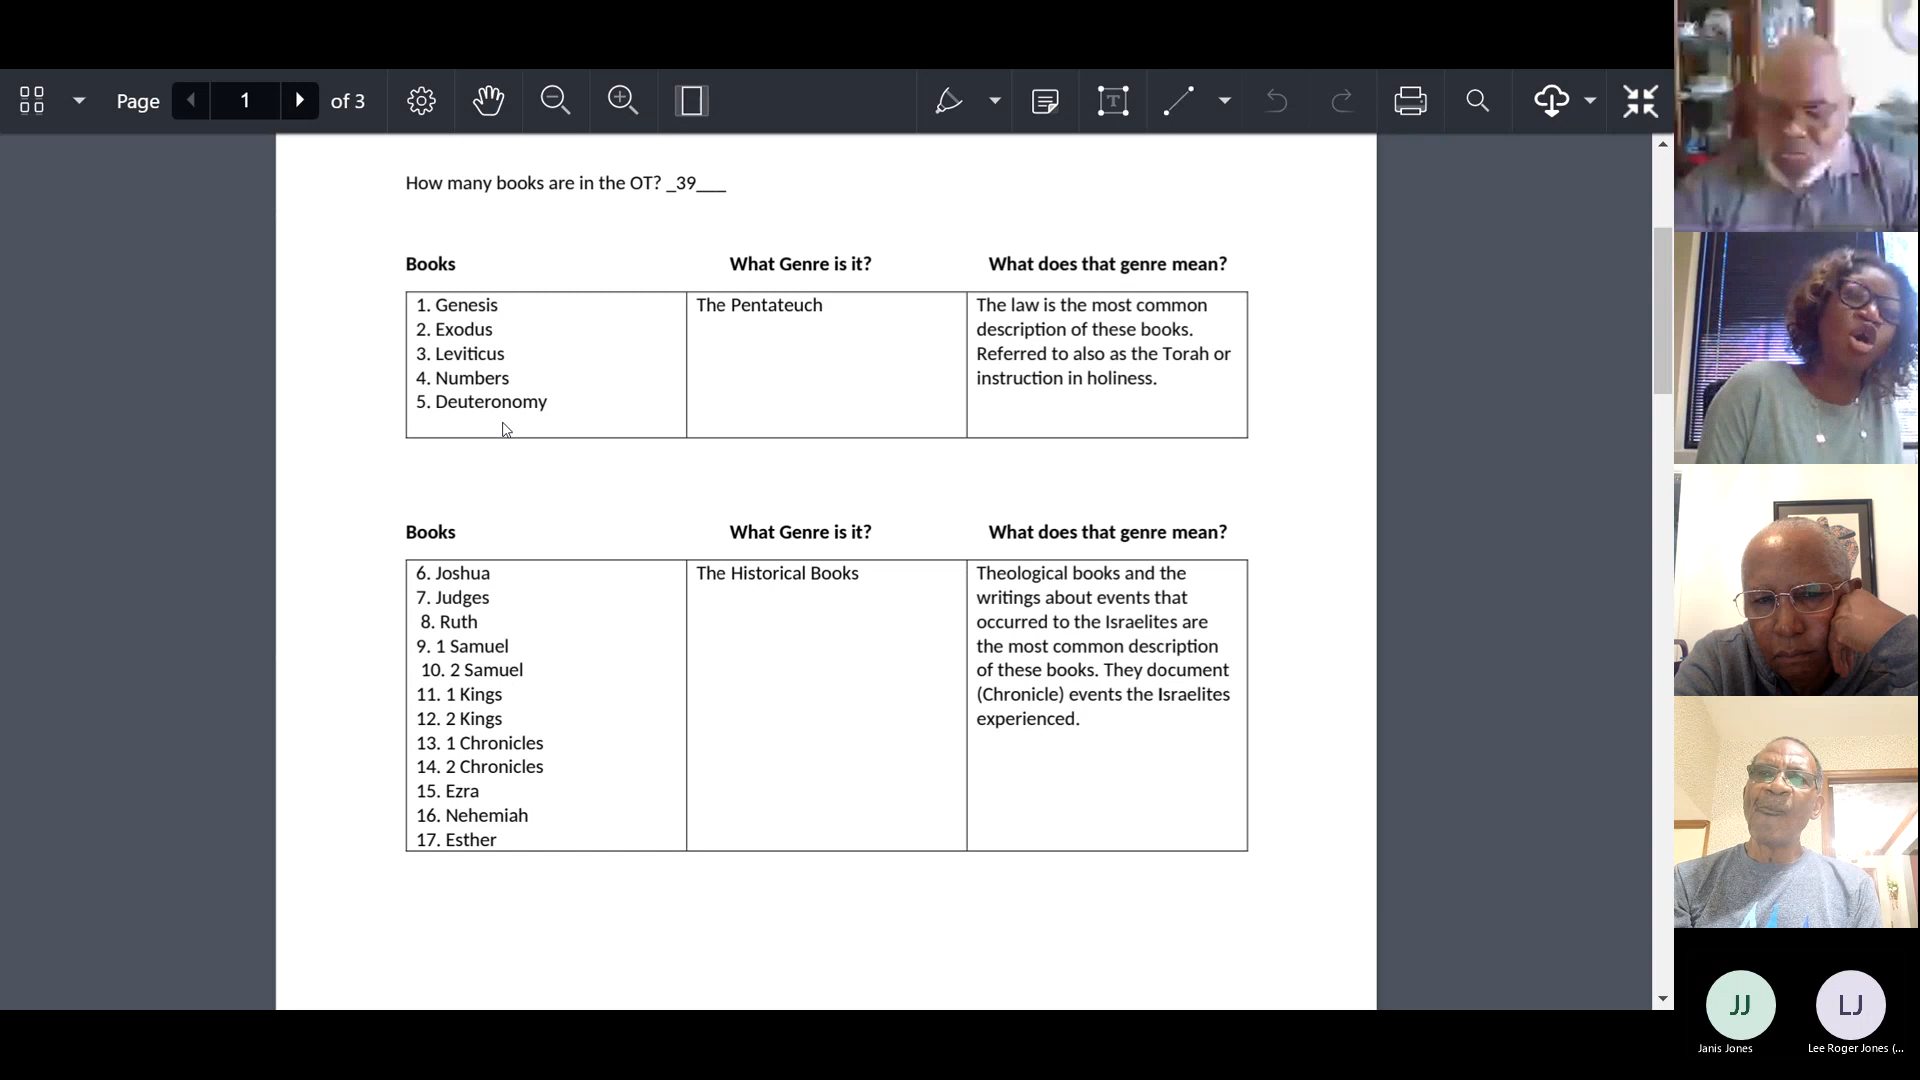 Page 1 of 3
How many books are in the OT? _39___
Books What Genre is it? What does that genre mean?
1. Genesis
2. Exodus
3. Leviticus
4. Numbers
5. Deuteronomy
The Pentateuch
The law is the most common
description of these books.
Referred to also as the Torah or
instruction in holiness.
Books What Genre is it? What does that genre mean?
6. Joshua
7. Judges
8. Ruth
9. 1 Samuel
10. 2 Samuel
11. 1 Kings
12. 2 Kings
13. 1 Chronicles
14. 2 Chronicles
15. Ezra
16. Nehemiah
17. Esther
The Historical Books
Theological books and the
writings about events that
occurred to the Israelites are
the most common description
of these books. They document
(Chronicle) events the Israelites
experienced.
JJ
Janis Jones
LJ
Lee Roger Jones (...